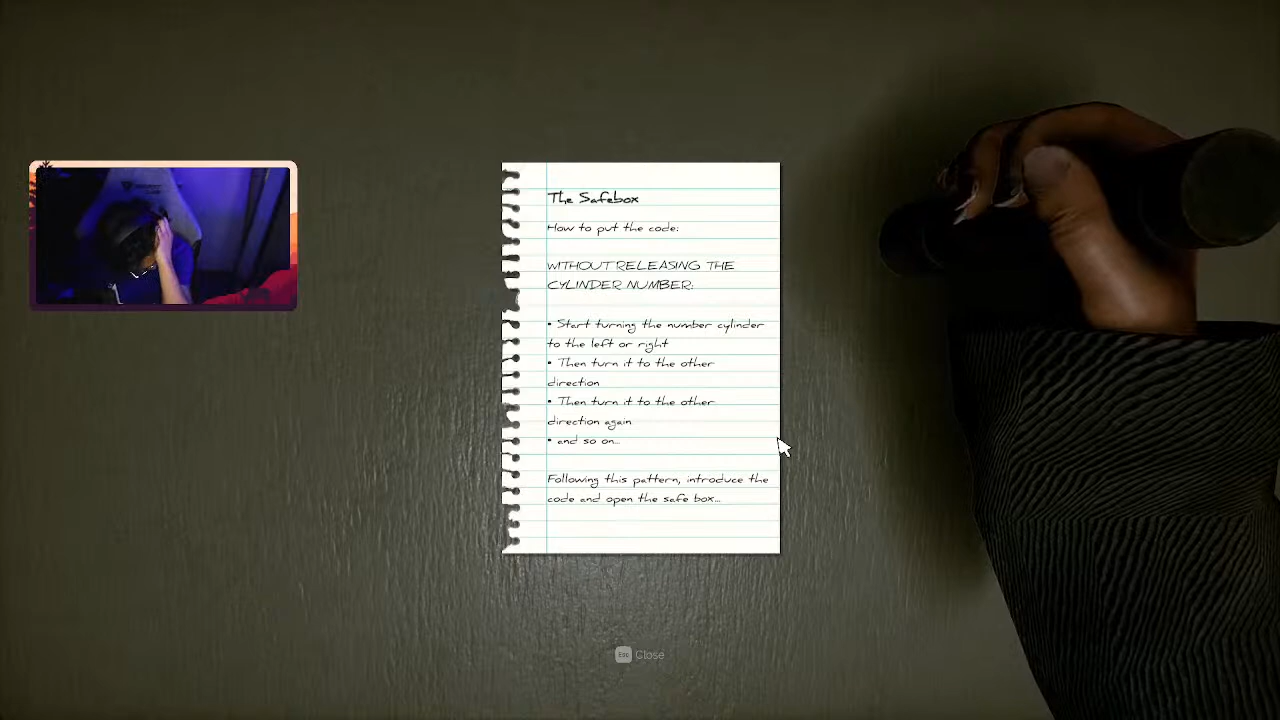 The Safebox
How to put the code:
WITHOUT RELEASING THE
CYLINDER NUMBER:
• Start turning the number cylinder
to the left or right
• Then turn it to the other
direction
• Then turn it to the other
direction again
• and so on...
Following this pattern, introduce the
code and open the safe box...
Esc Close